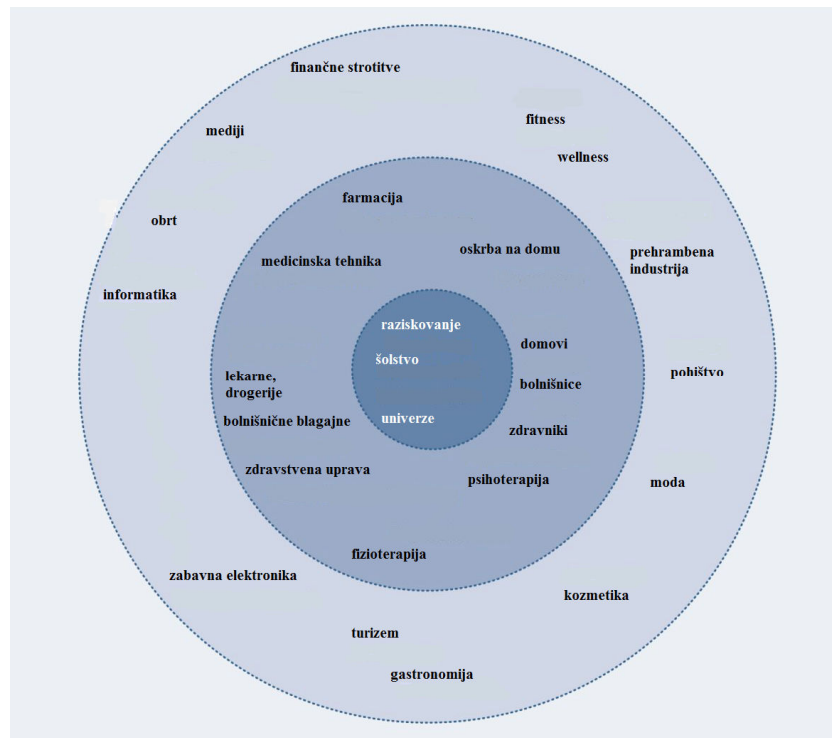 finančne strotitve
fitness
mediji
wellness
farmacija
obrt
oskrba na domu
prehrambena
industrija
medicinska tehnika
informatika
raziskovanje
domovi
šolstvo
pohištvo
lekarne,
drogerije
bolnišnice
bolnišnične blagajne
univerze
zdravniki
zdravstvena uprava
psihoterapija
moda
fizioterapija
zabavna elektronika
kozmetika
turizem
gastronomija